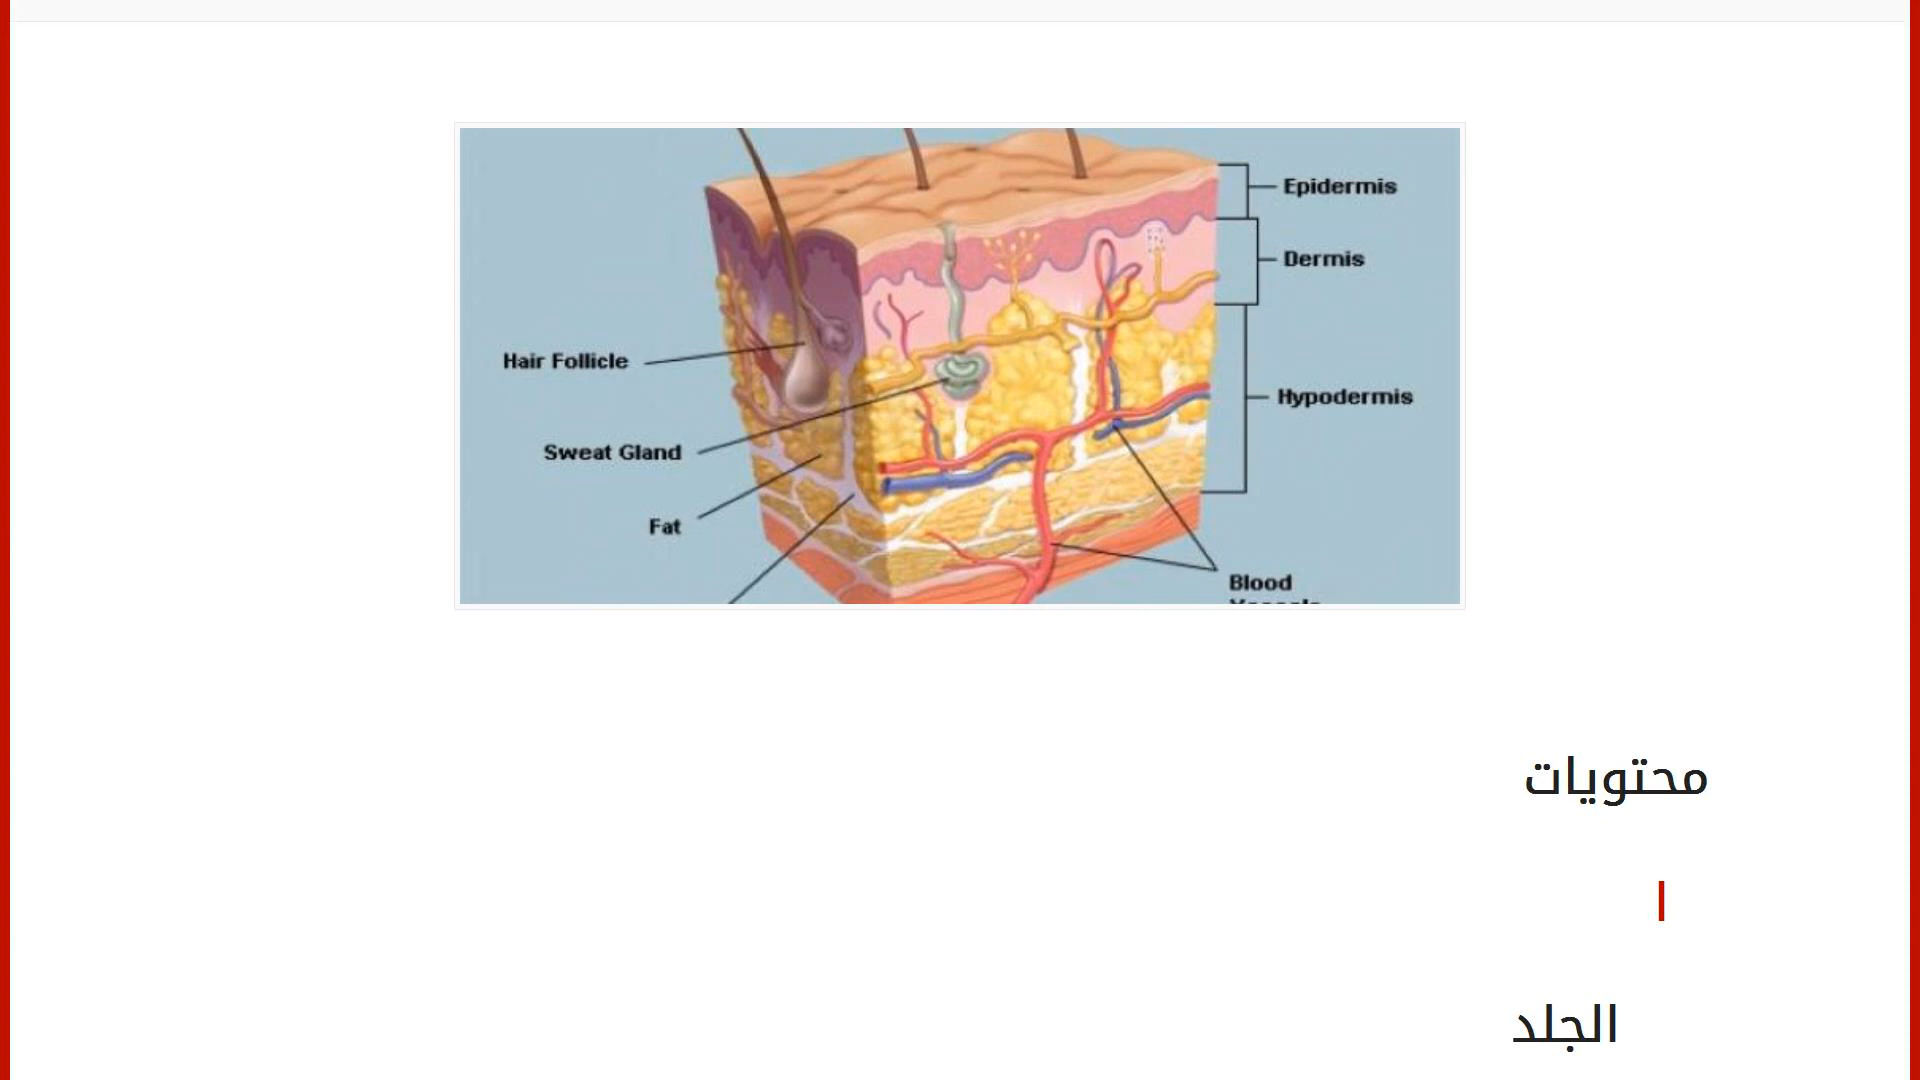 Epidermis
Dermis
Hair Follicle
Hypodermis
Sweat Gland
Fat
Blood
محتويات
ا
الجلد